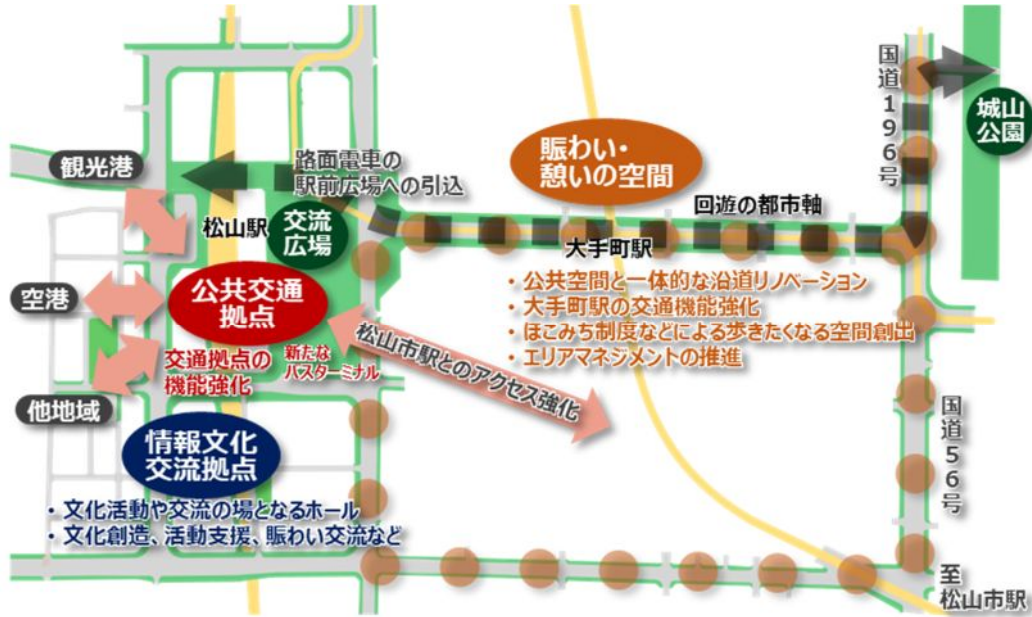 国道196号
城山
公園
観光港
路面電車の
駅前広場への引込
賑わい・
憩いの空間
回遊の都市軸
松山駅
交流
広場
大手町駅
・公共空間と一体的な沿道リノベーション
・大手町駅の交通機能強化
・ほこみち制度などによる歩きたくなる空間創出
・エリアマネジメントの推進
空港
公共交通
拠点
交通拠点の
機能強化
新たな
バスターミナル
松山市駅とのアクセス強化
他地域
情報文化
交流拠点
・文化活動や交流の場となるホール
・文化創造、活動支援、賑わい交流など
国道56号
至
松山市駅